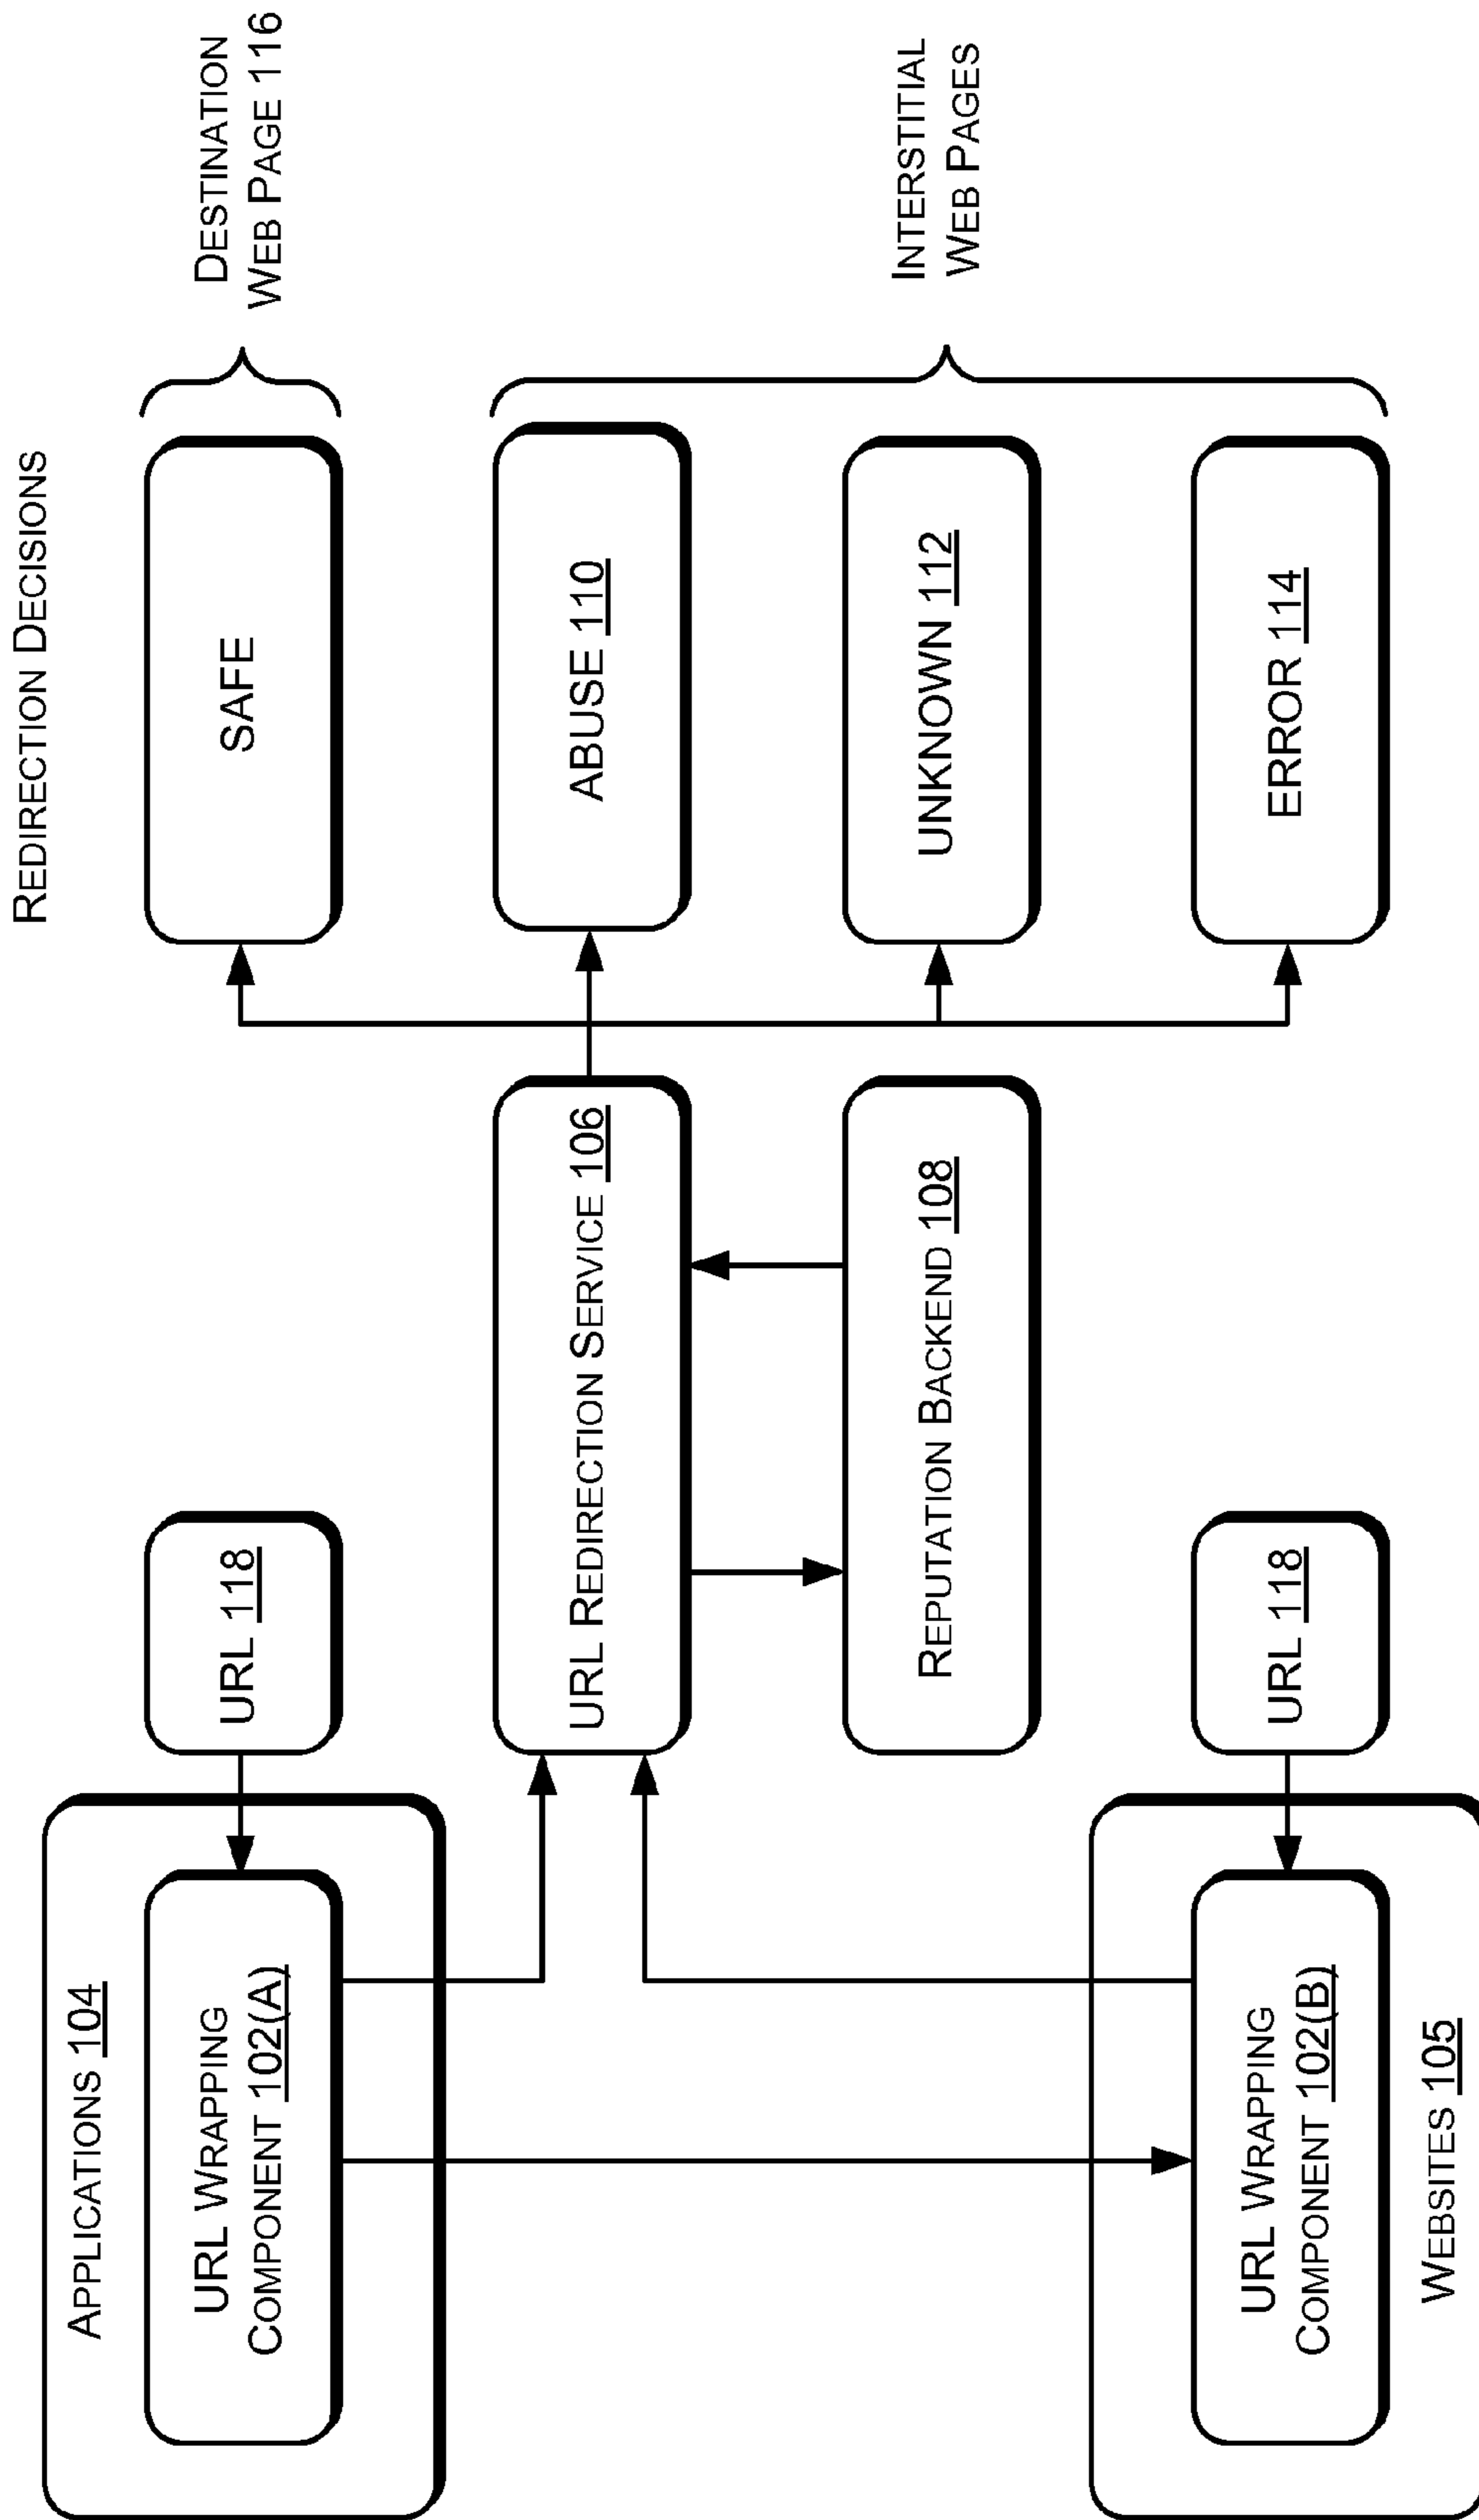 REDIRECTION DECISIONS
APPLICATIONS 104
URL WRAPPING
COMPONENT 102(A)
URL 118
SAFE
DESTINATION
WEB PAGE 116
URL REDIRECTION SERVICE 106
ABUSE 110
REPUTATION BACKEND 108
UNKNOWN 112
INTERSTITIAL
WEB PAGES
URL WRAPPING
COMPONENT 102(B)
WEBSITES 105
URL 118
ERROR 114